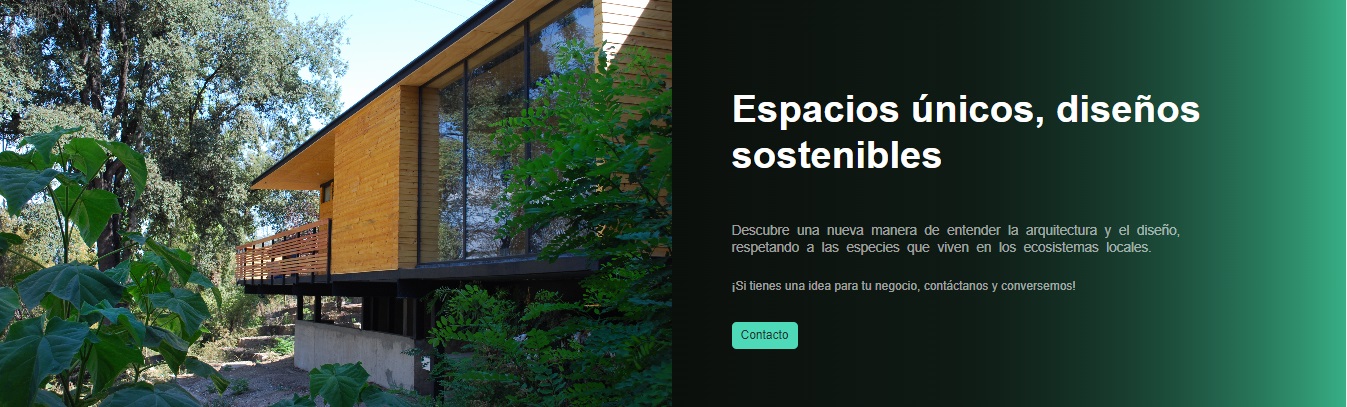 Espacios únicos, diseños
sostenibles
Descubre una nueva manera de entender la arquitectura y el diseño,
respetando a las especies que viven en los ecosistemas locales.
¡Si tienes una idea para tu negocio, contáctanos y conversemos!
Contacto